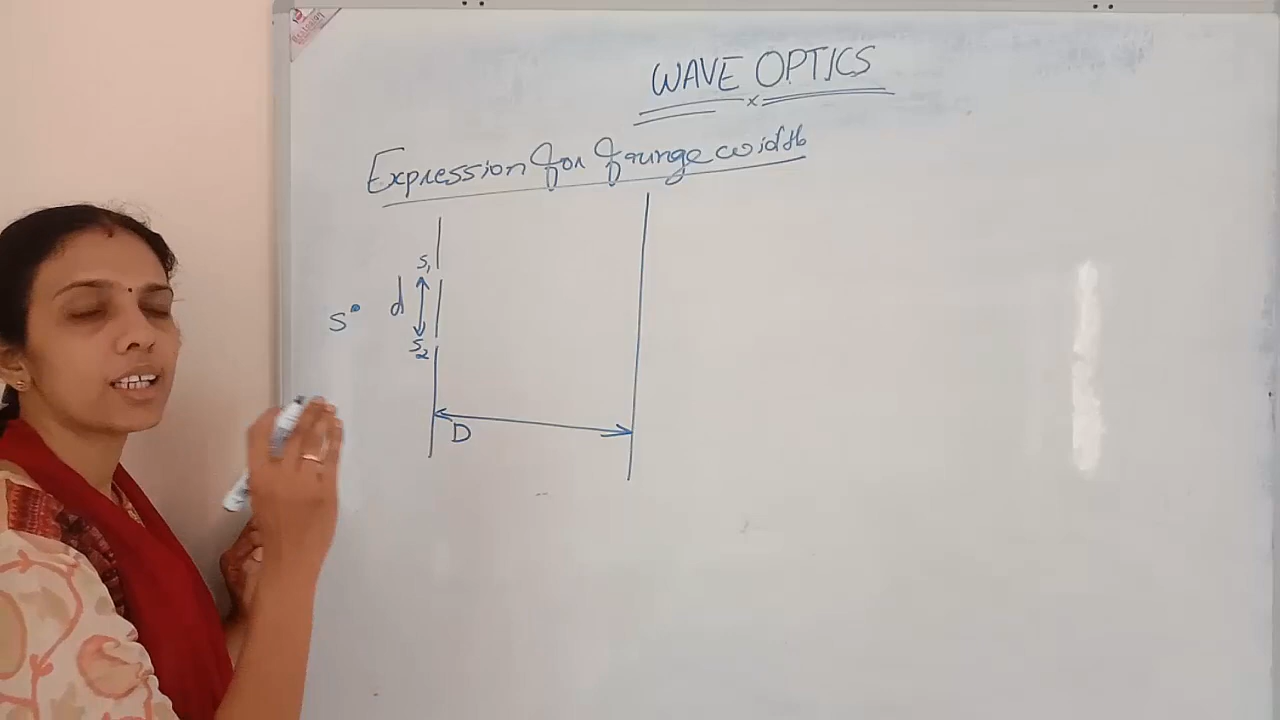 WAVE OPTICS
x
Expression for fringe width
S₁
d
S
S₂
D